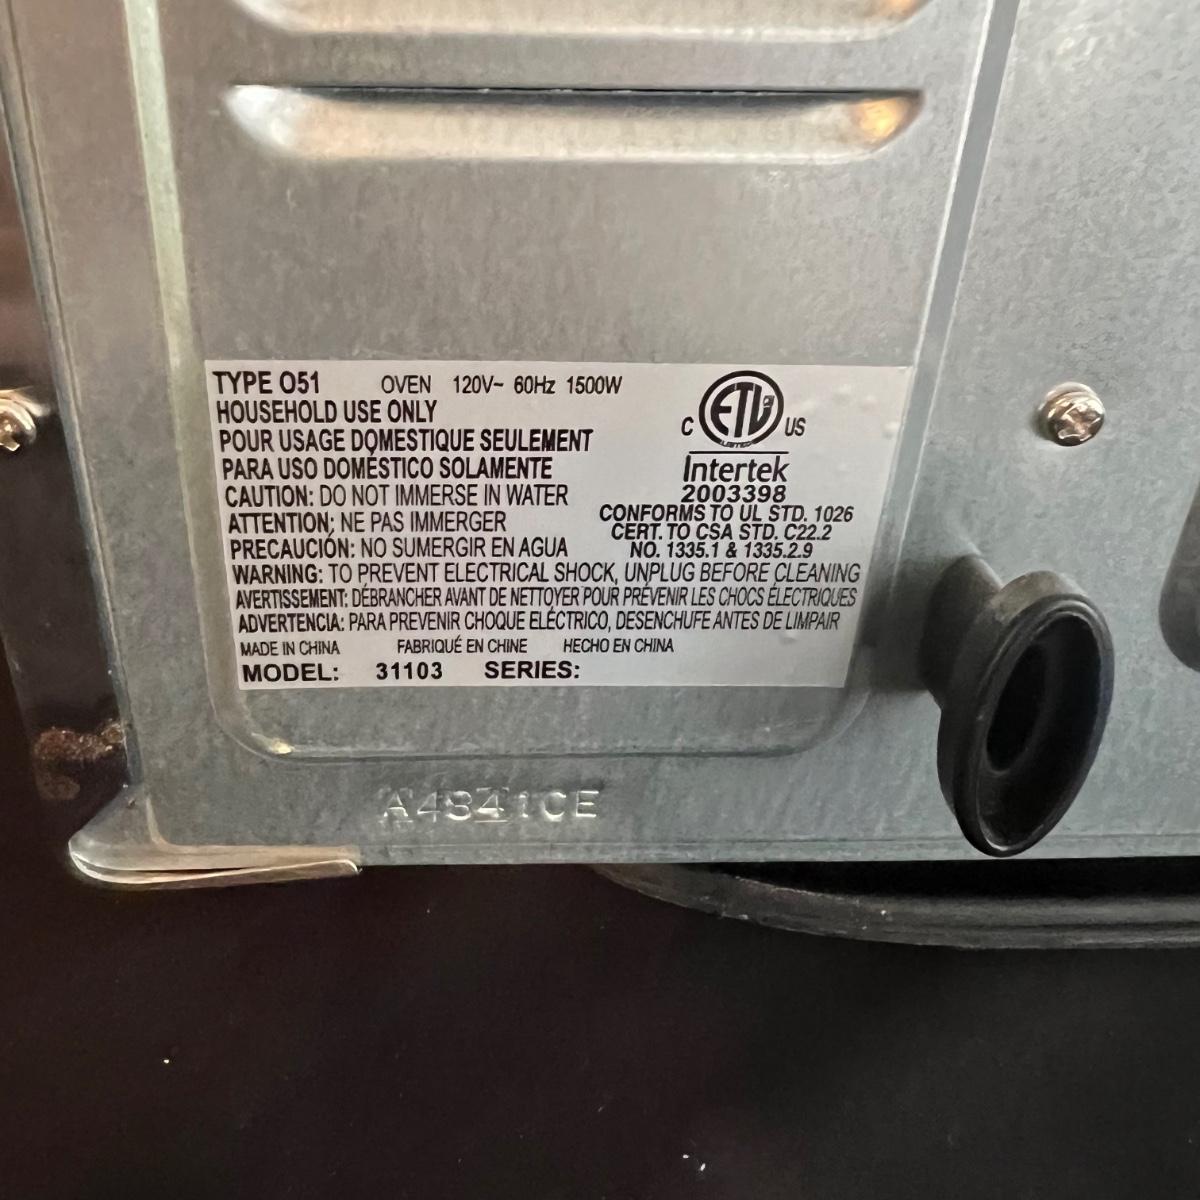 TYPE O51 OVEN 120V~ 60Hz 1500W
HOUSEHOLD USE ONLY
POUR USAGE DOMESTIQUE SEULEMENT
PARA USO DOMÉSTICO SOLAMENTE
CAUTION: DO NOT IMMERSE IN WATER
ATTENTION: NE PAS IMMERGER
PRECAUCIÓN: NO SUMERGIR EN AGUA
ETL
C US
Intertek
2003398
CONFORMS TO UL STD. 1026
CERT. TO CSA STD. C22.2
NO. 1335.1 & 1335.2.9
WARNING: TO PREVENT ELECTRICAL SHOCK, UNPLUG BEFORE CLEANING
AVERTISSEMENT: DÉBRANCHER AVANT DE NETTOYER POUR PRÉVENIR LES CHOCS ÉLECTRIQUES
ADVERTENCIA: PARA PREVENIR CHOQUE ELÉCTRICO, DESENCHUFE ANTES DE LIMPIAR
MADE IN CHINA FABRIQUÉ EN CHINE HECHO EN CHINA
MODEL: 31103 SERIES:
A4841CE